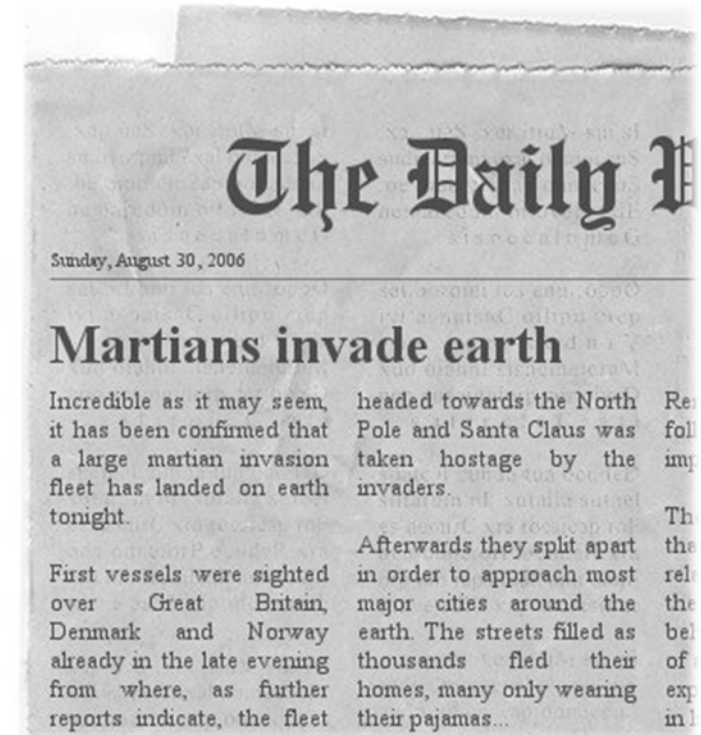 The Daily
Sunday, August 30, 2006
Martians invade earth
Incredible as it may seem,
it has been confirmed that
a large martian invasion
fleet has landed on earth
tonight.
First vessels were sighted
over Great Britain,
Denmark and Norway
already in the late evening
from where, as further
reports indicate, the fleet
headed towards the North
Pole and Santa Claus was
taken hostage by the
invaders.
Afterwards they split apart
in order to approach most
major cities around the
earth. The streets filled as
thousands fled their
homes, many only wearing
their pajamas...